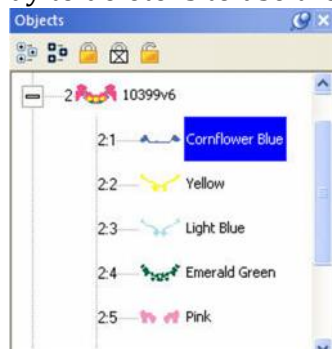 Objects
2 10399v6
2:1 Cornflower Blue
2:2 Yellow
2:3 Light Blue
2:4 Emerald Green
2:5 Pink